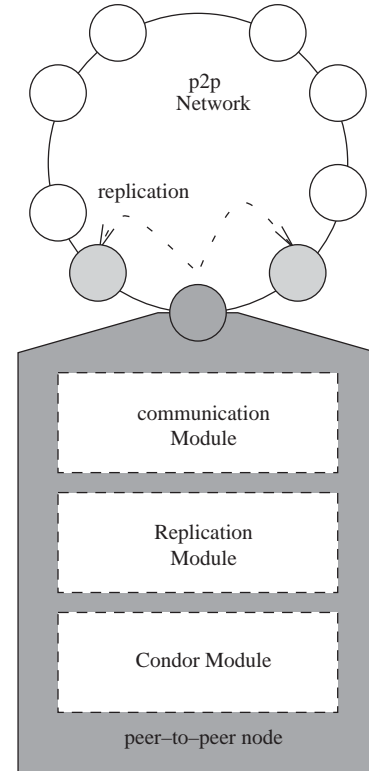 p2p
Network
replication
communication
Module
Replication
Module
Condor Module
peer–to–peer node